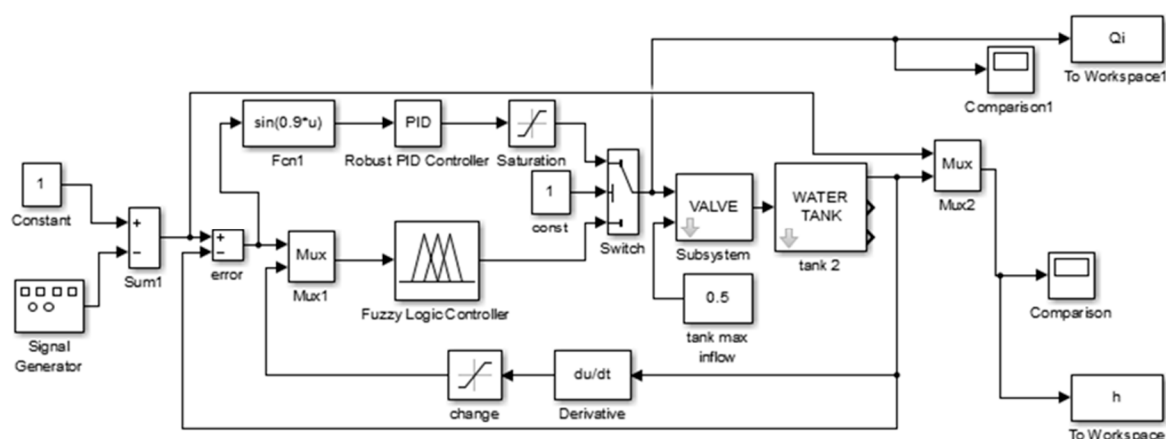 Qi
To Workspace1
Comparison1
sin(0.9*u)
Fcn1
PID
Robust PID Controller
Saturation
1
Constant
1
const
Switch
VALVE
Subsystem
WATER
TANK
tank 2
Mux
Mux2
+
−
Sum1
+
−
error
Mux
Mux1
Fuzzy Logic Controller
0.5
tank max
inflow
Signal
Generator
Comparison
change
du/dt
Derivative
h
To Workspace